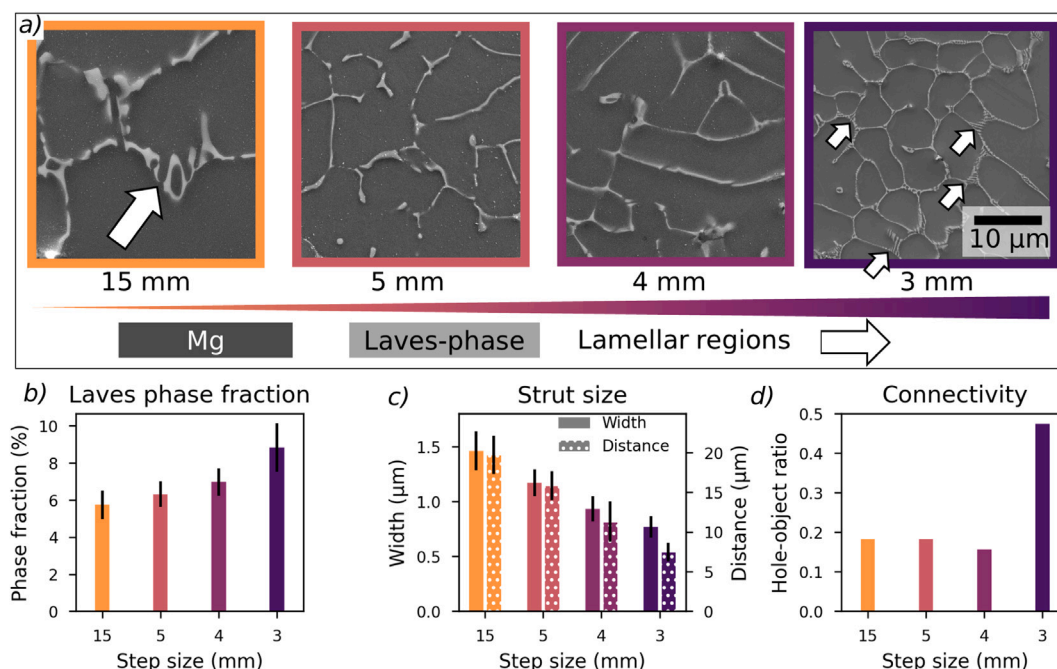 a)
15 mm
5 mm
4 mm
3 mm
10 μm
Mg
Laves-phase
Lamellar regions
b)
Laves phase fraction
Phase fraction (%)
10
8
6
4
2
0
15
5
4
3
Step size (mm)
c)
Strut size
Width
Distance
Width (μm)
1.5
1.0
0.5
0.0
Distance (μm)
20
15
10
5
0
15
5
4
3
Step size (mm)
d)
Connectivity
Hole-object ratio
0.5
0.4
0.3
0.2
0.1
0.0
15
5
4
3
Step size (mm)